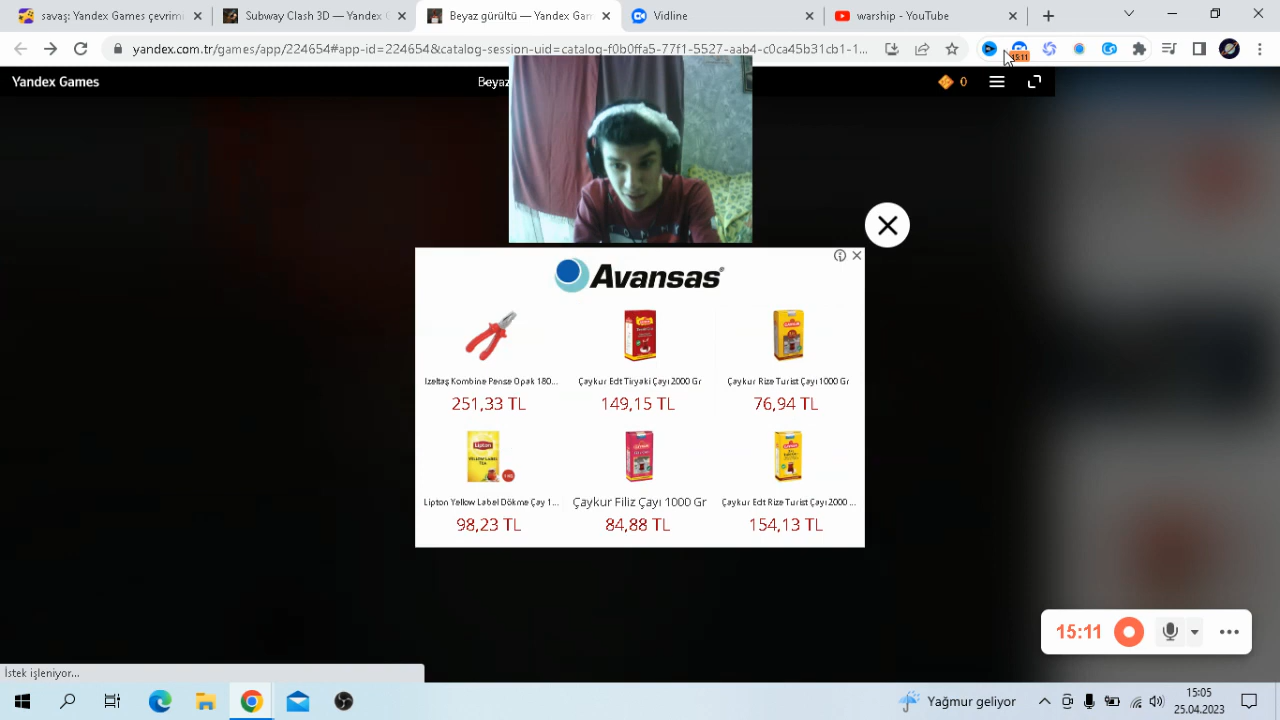 savaş Yandex Games çevrimi
Subway Clash 3D — Yandex G
Beyaz gürültü — Yandex Gam
Vidline
warship - YouTube
yandex.com.tr/games/app/224654#app-id=224654&catalog-session-uid=catalog-f0b0ffa5-77f1-5527-aab4-c0ca45b31cb1-1...
15:11
Yandex Games
Beyaz
0
Avansas
İzeltaş Kombine Pense Opak 180...
Çaykur Edt Tiryaki Çayı 2000 Gr
Çaykur Rize Turist Çayı 1000 Gr
251,33 TL
149,15 TL
76,94 TL
Lipton
Lipton Yellow Label Dökme Çay 1...
Çaykur Filiz Çayı 1000 Gr
Çaykur Edt Rize Turist Çayı 2000 ...
98,23 TL
84,88 TL
154,13 TL
15:11
İstek işleniyor...
Yağmur geliyor
15:05
25.04.2023